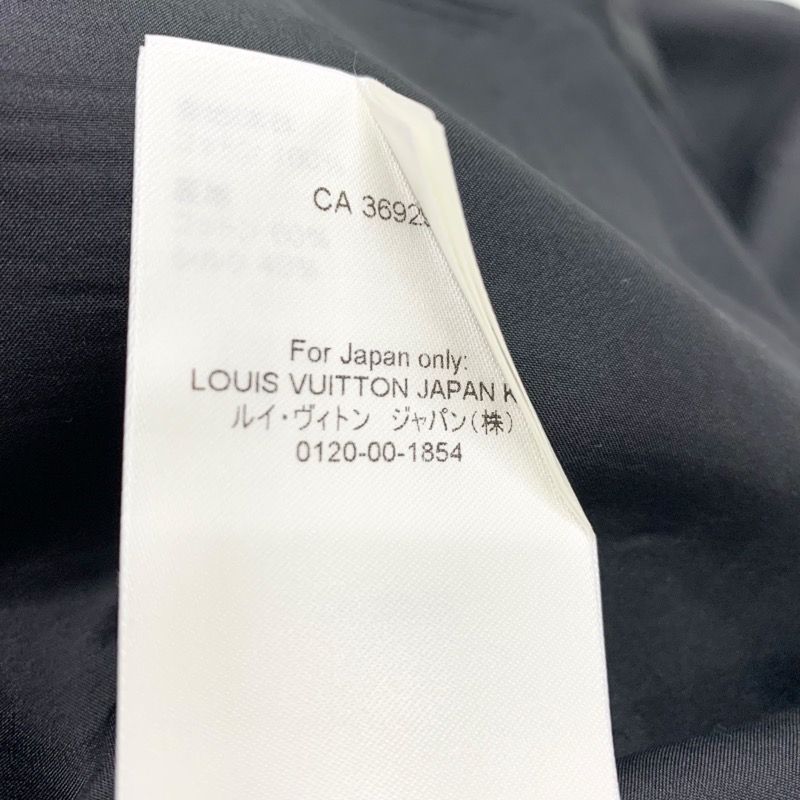 CA 3692
For Japan only:
LOUIS VUITTON JAPAN K
ルイ・ヴィトン ジャパン(株)
0120-00-1854